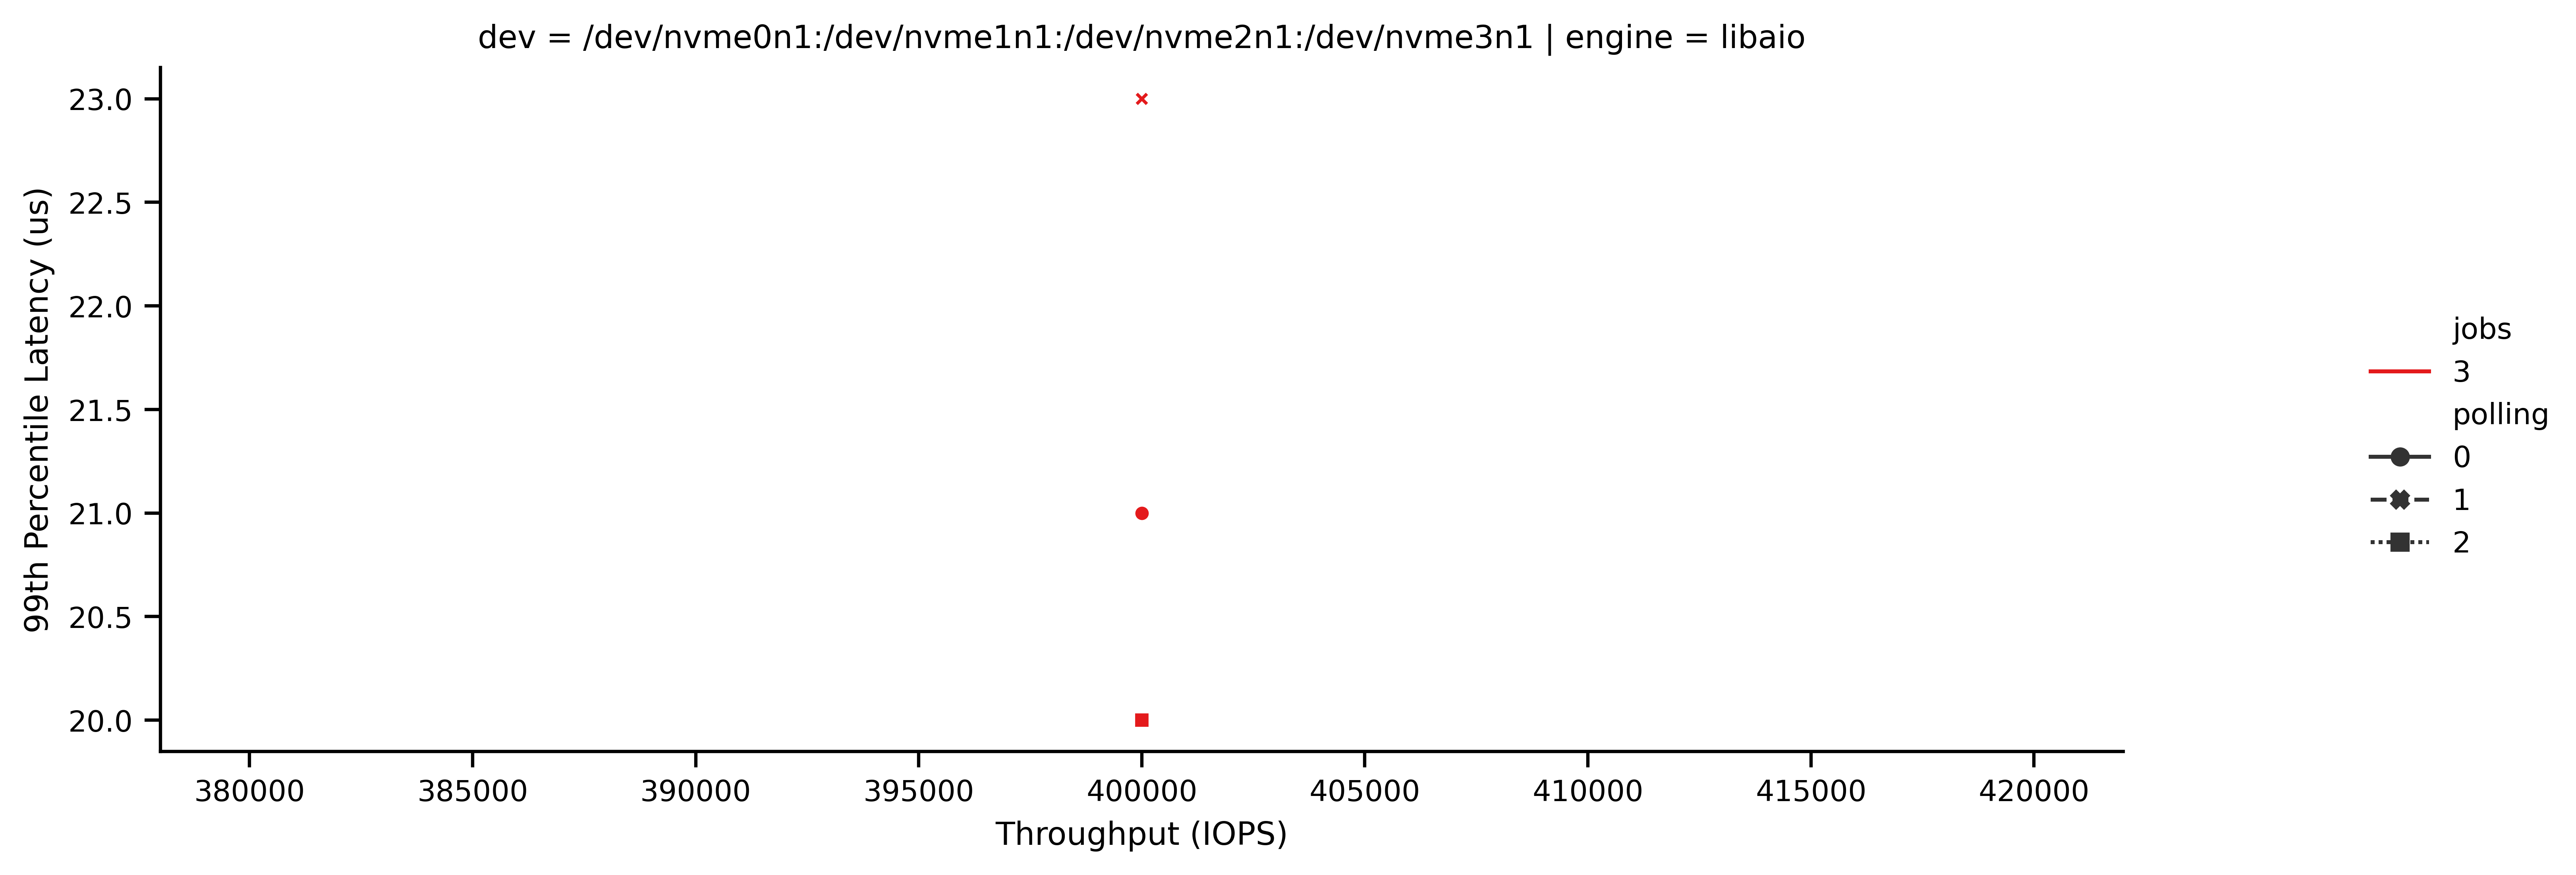 dev = /dev/nvme0n1:/dev/nvme1n1:/dev/nvme2n1:/dev/nvme3n1 | engine = libaio
99th Percentile Latency (us)
23.0
22.5
22.0
21.5
21.0
20.5
20.0
380000 385000 390000 395000 400000 405000 410000 415000 420000
Throughput (IOPS)
jobs
3
polling
0
1
2